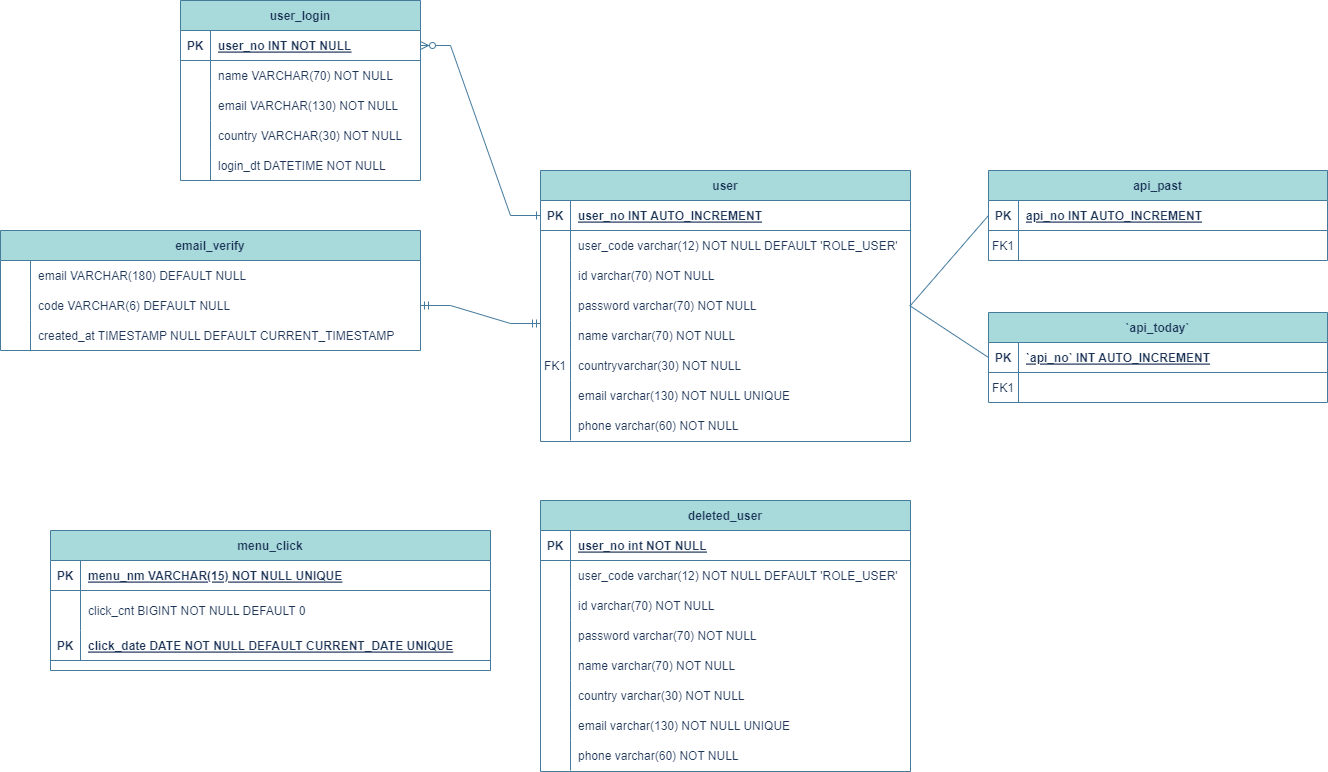 user_login
PK user_no INT NOT NULL
name VARCHAR(70) NOT NULL
email VARCHAR(130) NOT NULL
country VARCHAR(30) NOT NULL
login_dt DATETIME NOT NULL
email_verify
email VARCHAR(180) DEFAULT NULL
code VARCHAR(6) DEFAULT NULL
created_at TIMESTAMP NULL DEFAULT CURRENT_TIMESTAMP
user
PK user_no INT AUTO_INCREMENT
user_code varchar(12) NOT NULL DEFAULT 'ROLE_USER'
id varchar(70) NOT NULL
password varchar(70) NOT NULL
name varchar(70) NOT NULL
FK1 countryvarchar(30) NOT NULL
email varchar(130) NOT NULL UNIQUE
phone varchar(60) NOT NULL
api_past
PK api_no INT AUTO_INCREMENT
FK1
`api_today`
PK `api_no` INT AUTO_INCREMENT
FK1
menu_click
PK menu_nm VARCHAR(15) NOT NULL UNIQUE
click_cnt BIGINT NOT NULL DEFAULT 0
PK click_date DATE NOT NULL DEFAULT CURRENT_DATE UNIQUE
deleted_user
PK user_no int NOT NULL
user_code varchar(12) NOT NULL DEFAULT 'ROLE_USER'
id varchar(70) NOT NULL
password varchar(70) NOT NULL
name varchar(70) NOT NULL
country varchar(30) NOT NULL
email varchar(130) NOT NULL UNIQUE
phone varchar(60) NOT NULL